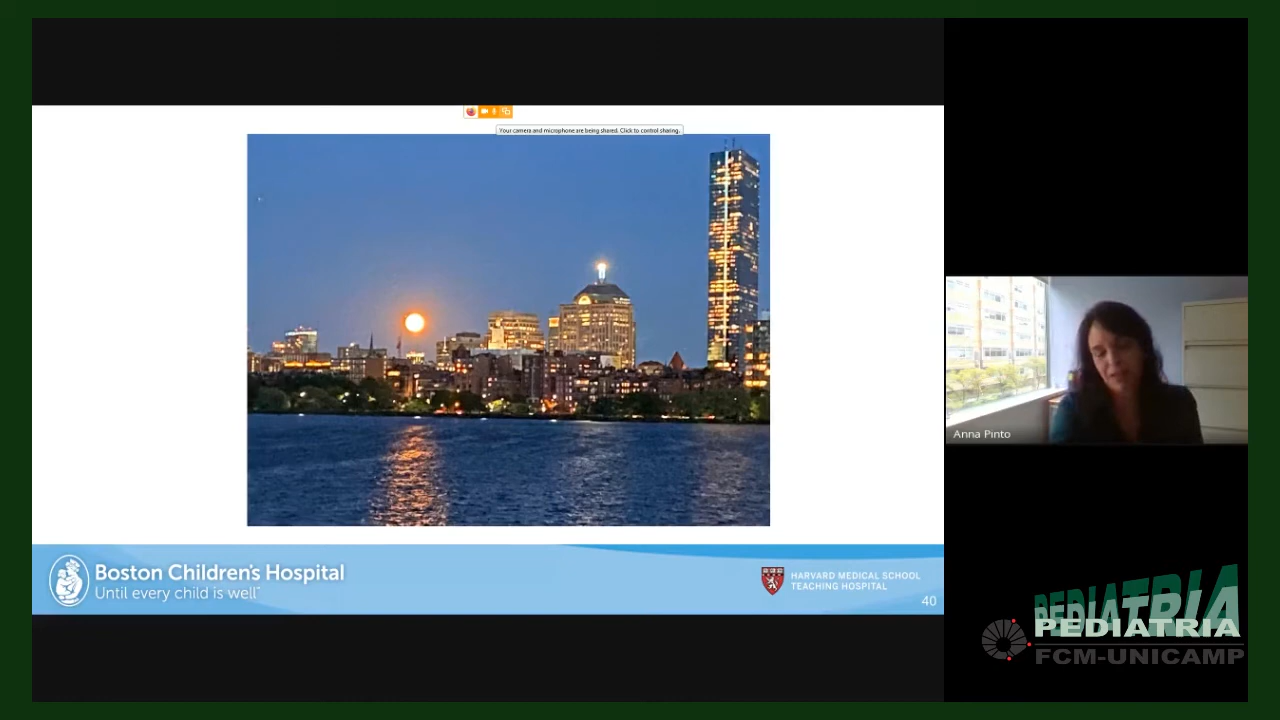 Your camera and microphone are being shared. Click to control sharing.
Anna Pinto
Boston Children's Hospital
Until every child is well™
HARVARD MEDICAL SCHOOL
TEACHING HOSPITAL
40
PEDIATRIA
PEDIATRIA
FCM-UNICAMP